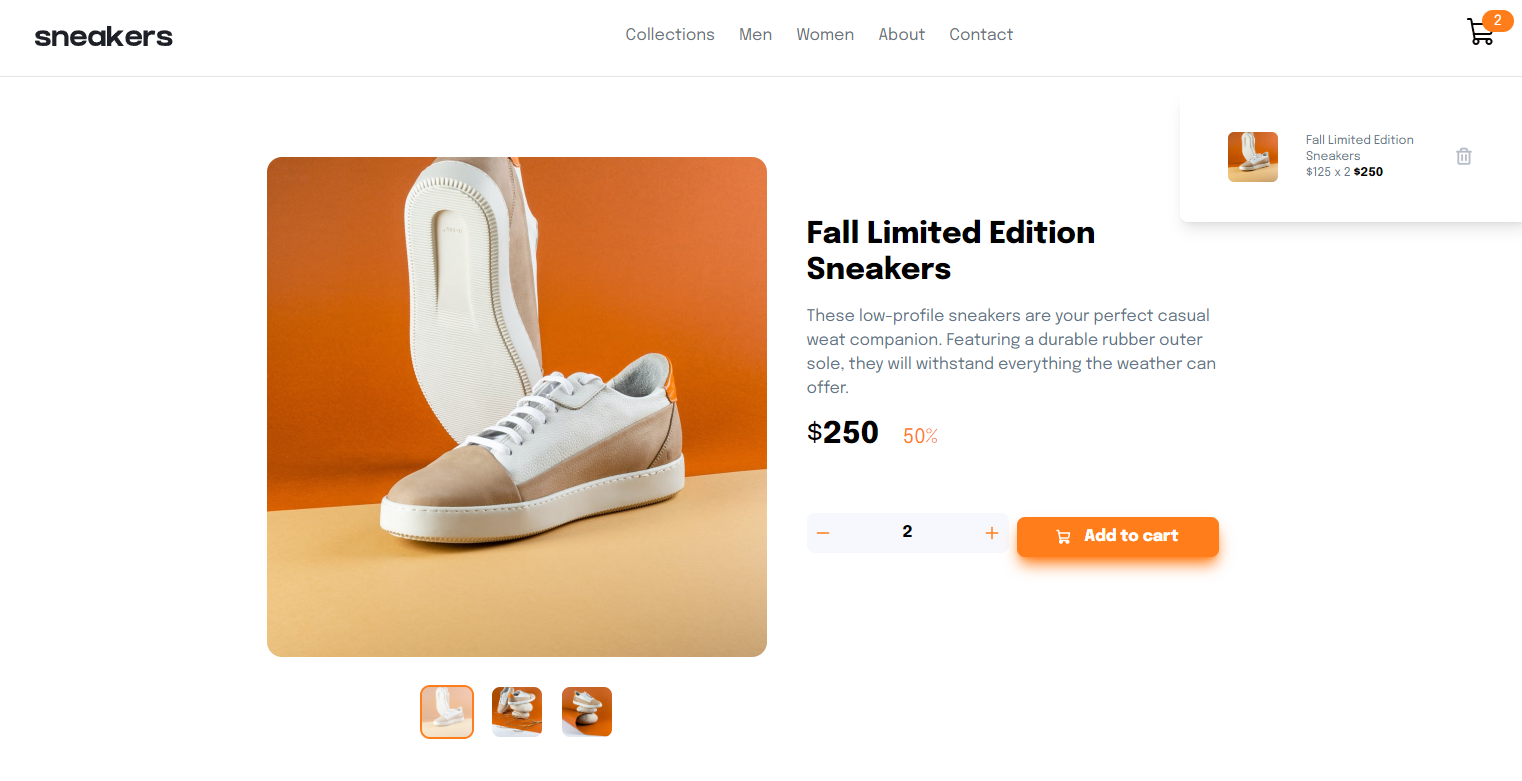 sneakers
Collections Men Women About Contact
2
Fall Limited Edition
Sneakers
$125 x 2 $250
Fall Limited Edition
Sneakers
These low-profile sneakers are your perfect casual
weat companion. Featuring a durable rubber outer
sole, they will withstand everything the weather can
offer.
$250 50%
2 Add to cart